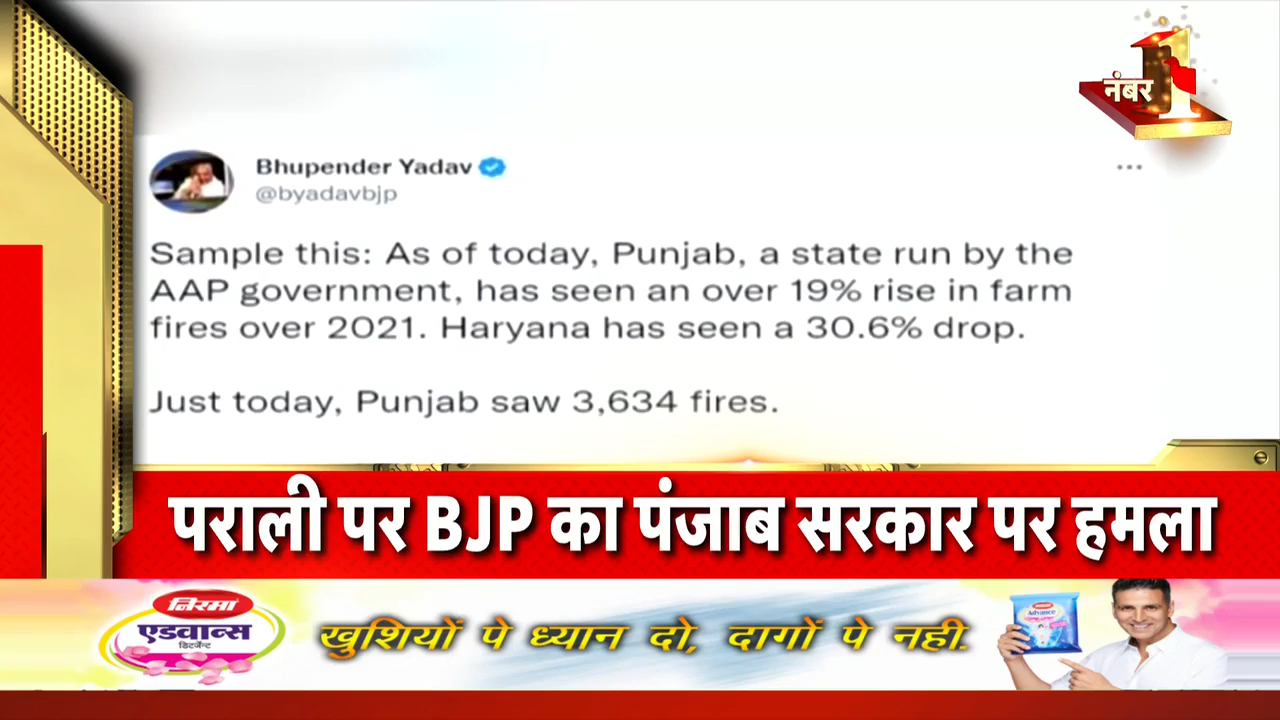 नंबर 1
Bhupender Yadav
@byadavbjp
Sample this: As of today, Punjab, a state run by the
AAP government, has seen an over 19% rise in farm
fires over 2021. Haryana has seen a 30.6% drop.
Just today, Punjab saw 3,634 fires.
पराली पर BJP का पंजाब सरकार पर हमला
निरमा
एडवान्स
डिटर्जेन्ट
खुशियों पे ध्यान दो, दागों पे नहीं.
Advance